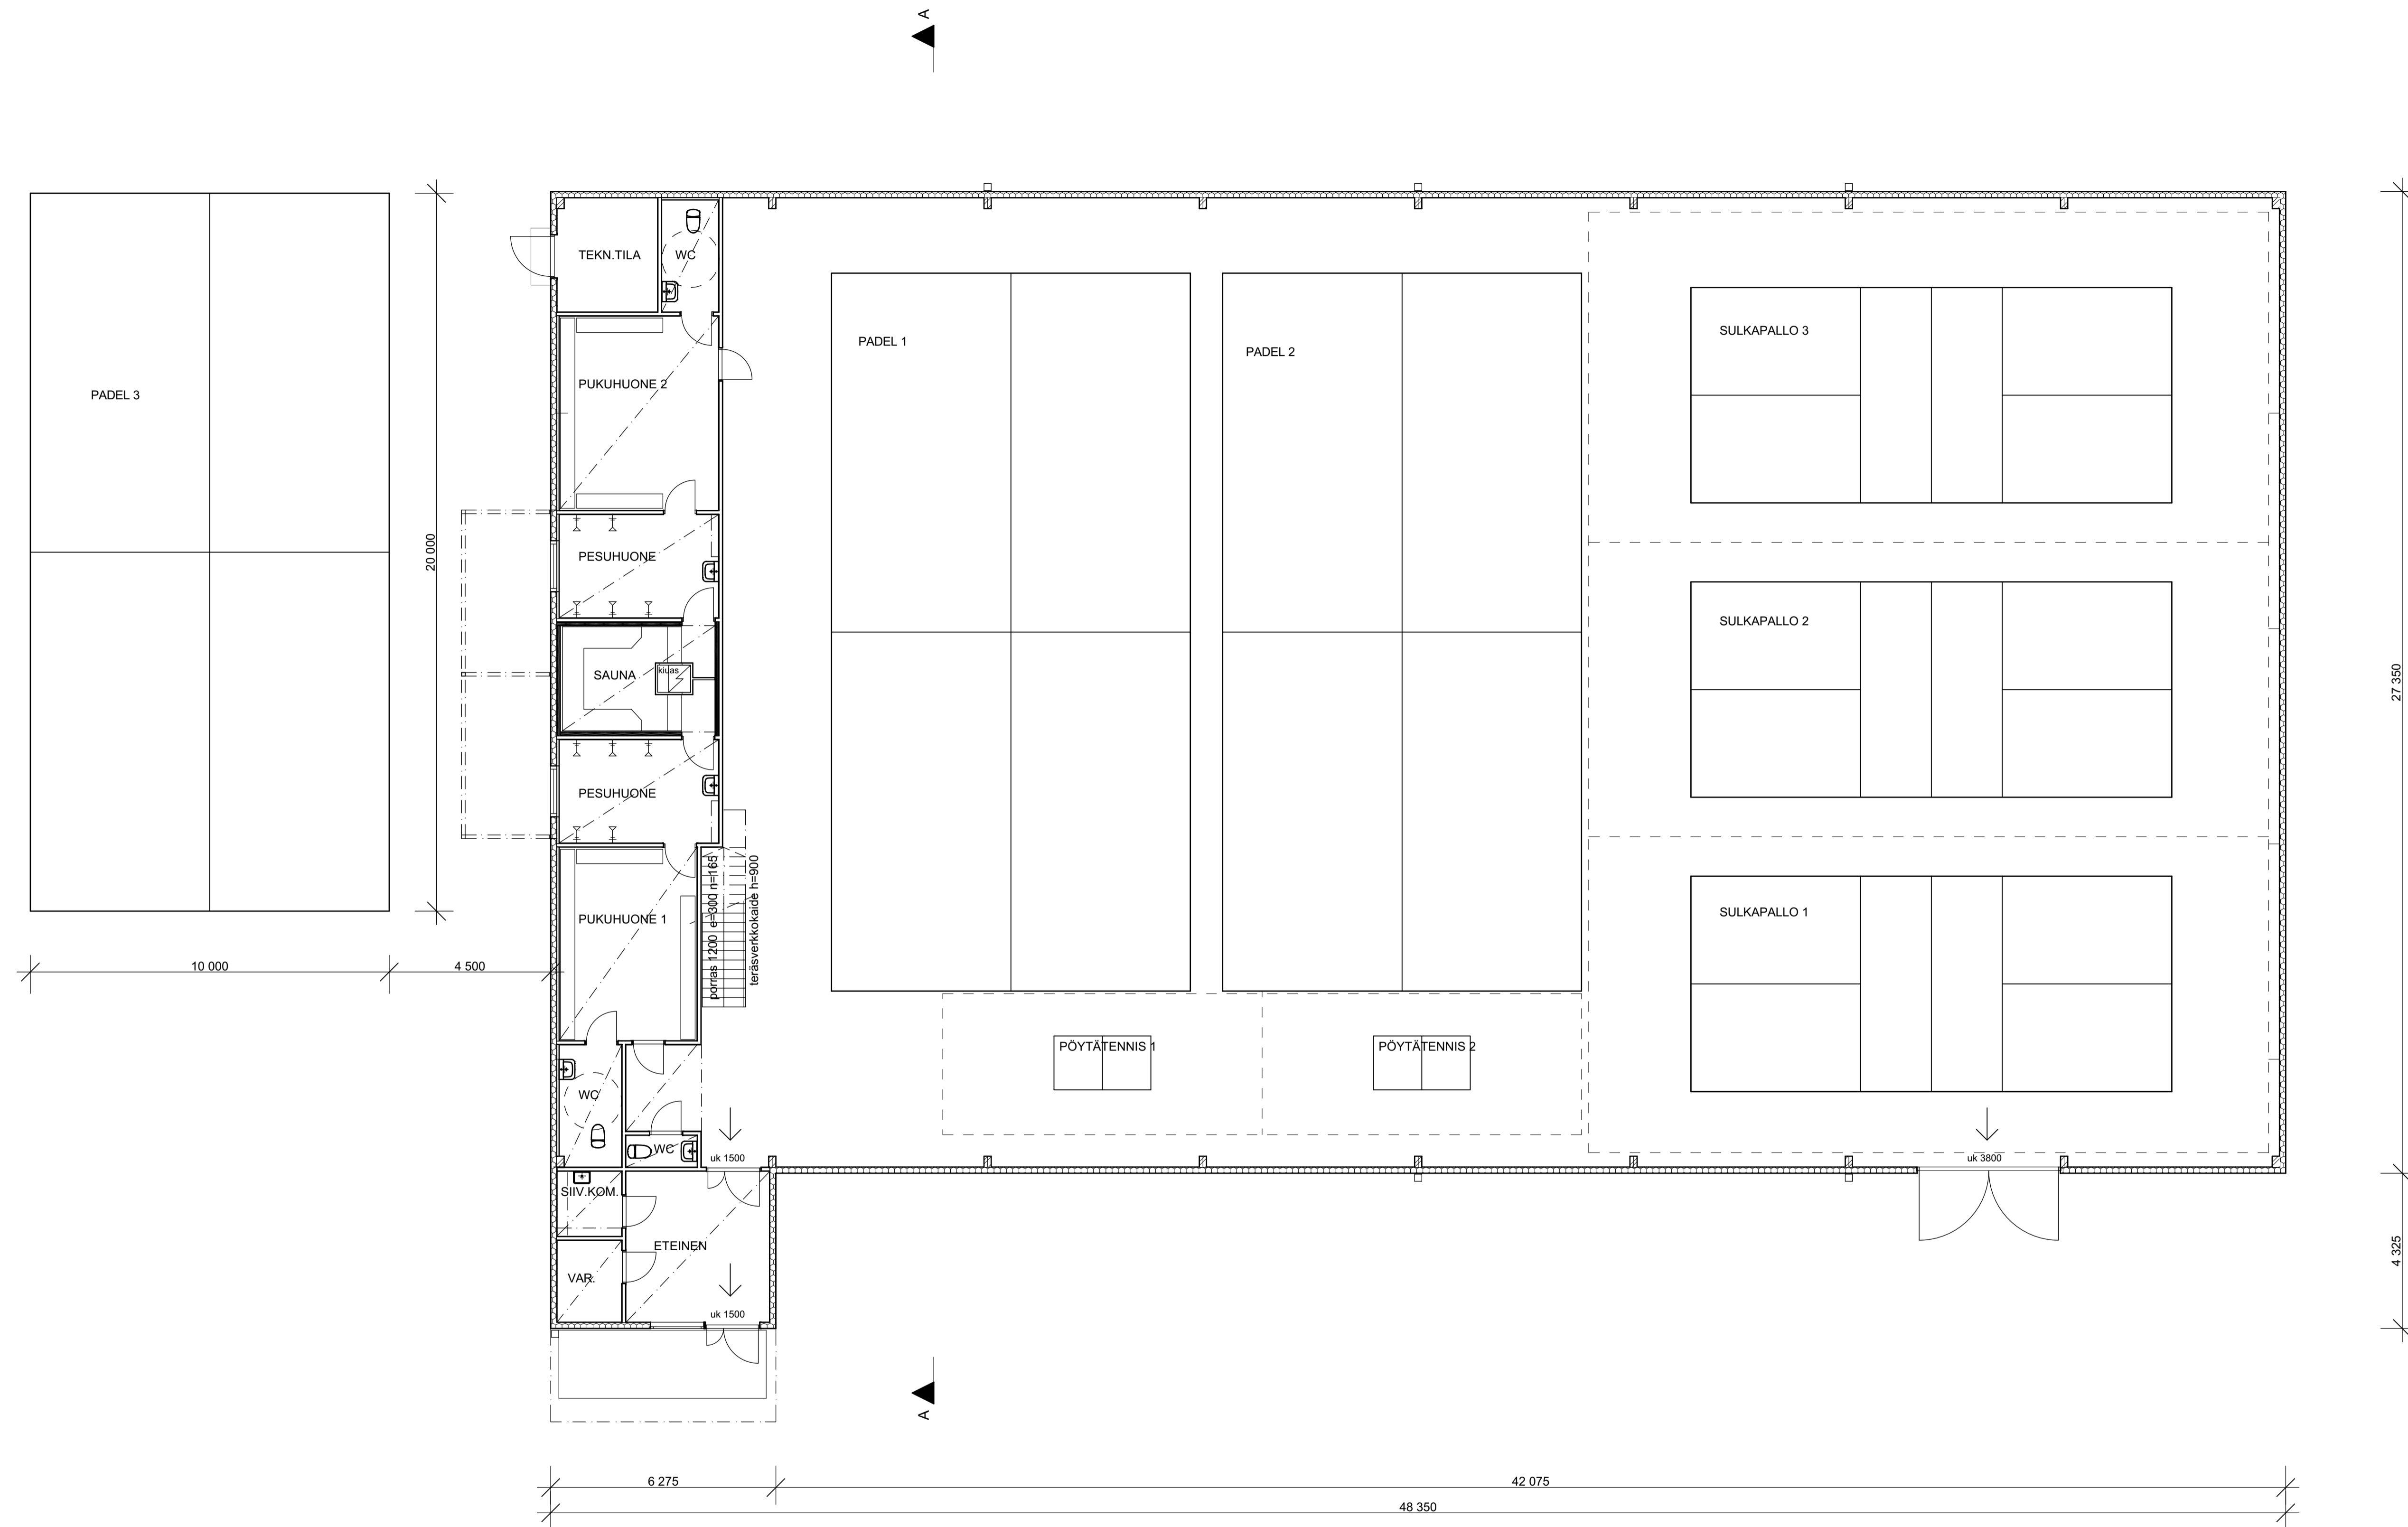 A
TEKN.TILA
WC
PADEL 3
PADEL 1
PADEL 2
SULKAPALLO 3
PUKUHUONE 2
20 000
PESUHUONE
SULKAPALLO 2
SAUNA
kiuas
27 350
PESUHUONE
porras 1200 e=300 n=165
teräsverkkokaide h=900
PUKUHUONE 1
SULKAPALLO 1
10 000
4 500
PÖYTÄTENNIS 1
PÖYTÄTENNIS 2
WC
WC
uk 1500
uk 3800
SIIV.KOM.
ETEINEN
VAR.
4 325
uk 1500
A
6 275
42 075
48 350